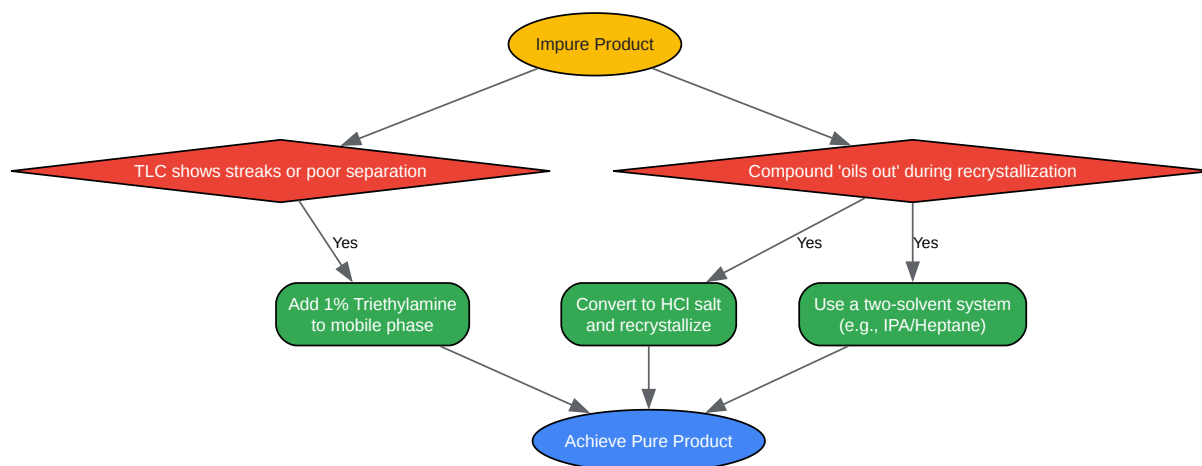 Impure Product
TLC shows streaks or poor separation
Compound 'oils out' during recrystallization
Yes
Yes
Yes
Add 1% Triethylamine
to mobile phase
Convert to HCl salt
and recrystallize
Use a two-solvent system
(e.g., IPA/Heptane)
Achieve Pure Product